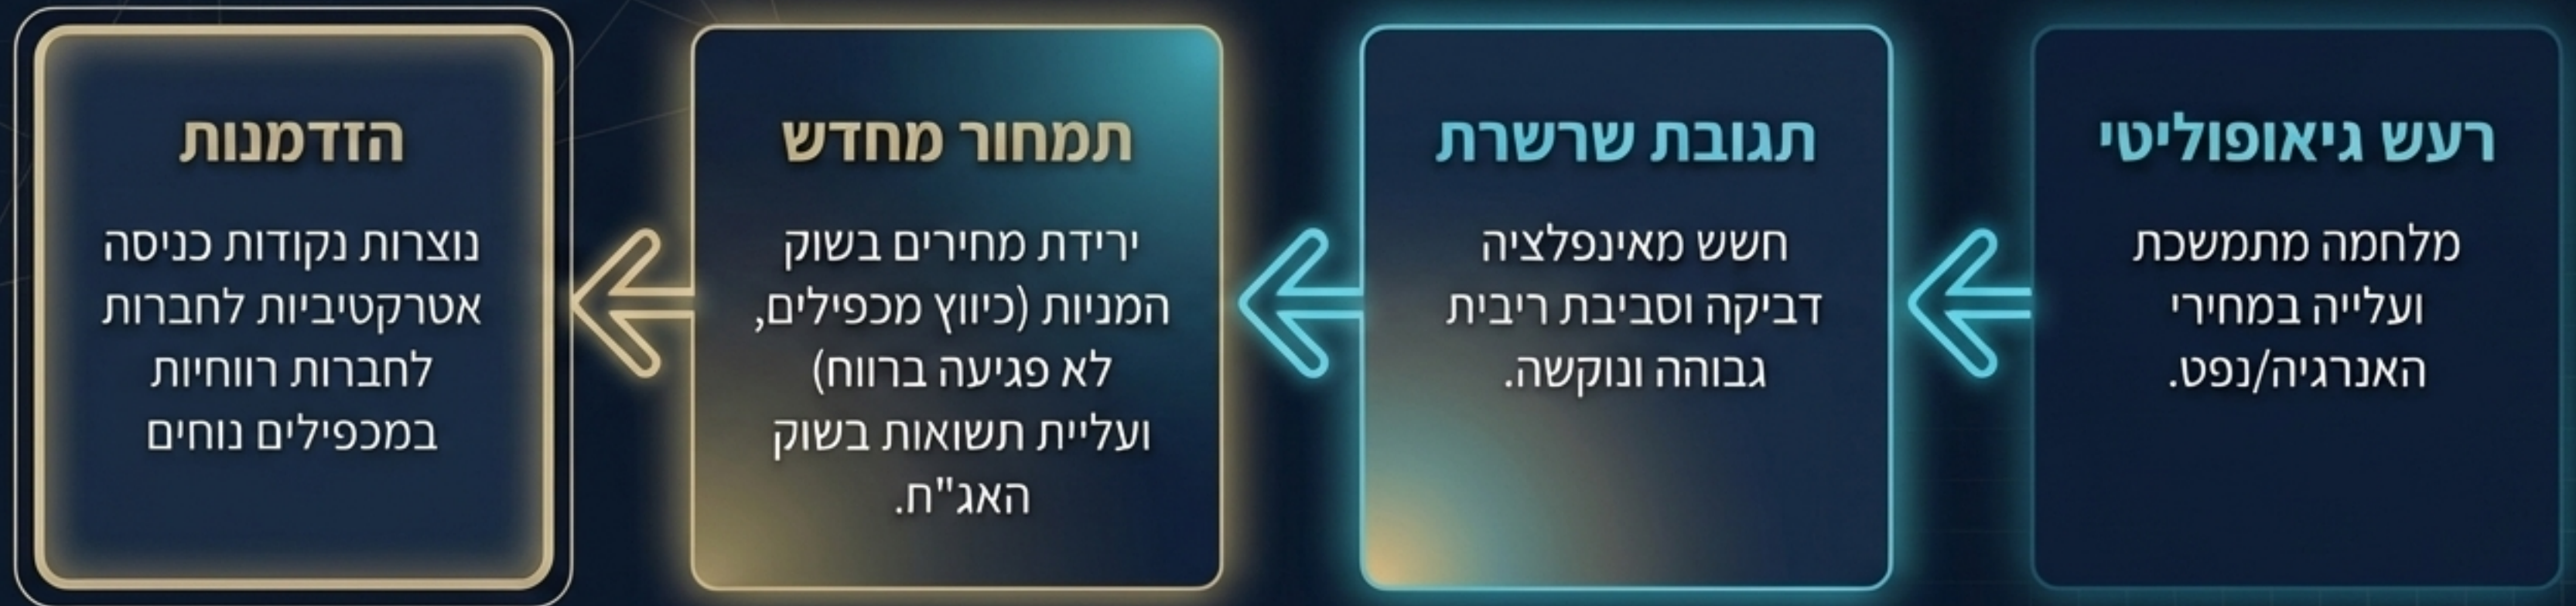 רעש גיאופוליטי
מלחמה מתמשכת
ועלייה במחירי
האנרגיה/נפט.
תגובת שרשרת
חשש מאינפלציה
דביקה וסביבת ריבית
גבוהה ונוקשה.
תמחור מחדש
ירידת מחירים בשוק
המניות (כיווץ מכפילים,
לא פגיעה ברווח)
ועליית תשואות בשוק
האג"ח.
הזדמנות
נוצרות נקודות כניסה
אטרקטיביות לחברות
לחברות רווחיות
במכפילים נוחים